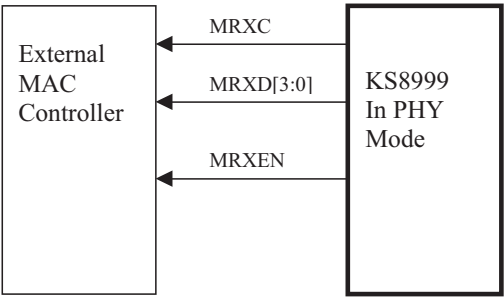 External
MAC
Controller
MRXC
MRXD[3:0]
MRXEN
KS8999
In PHY
Mode